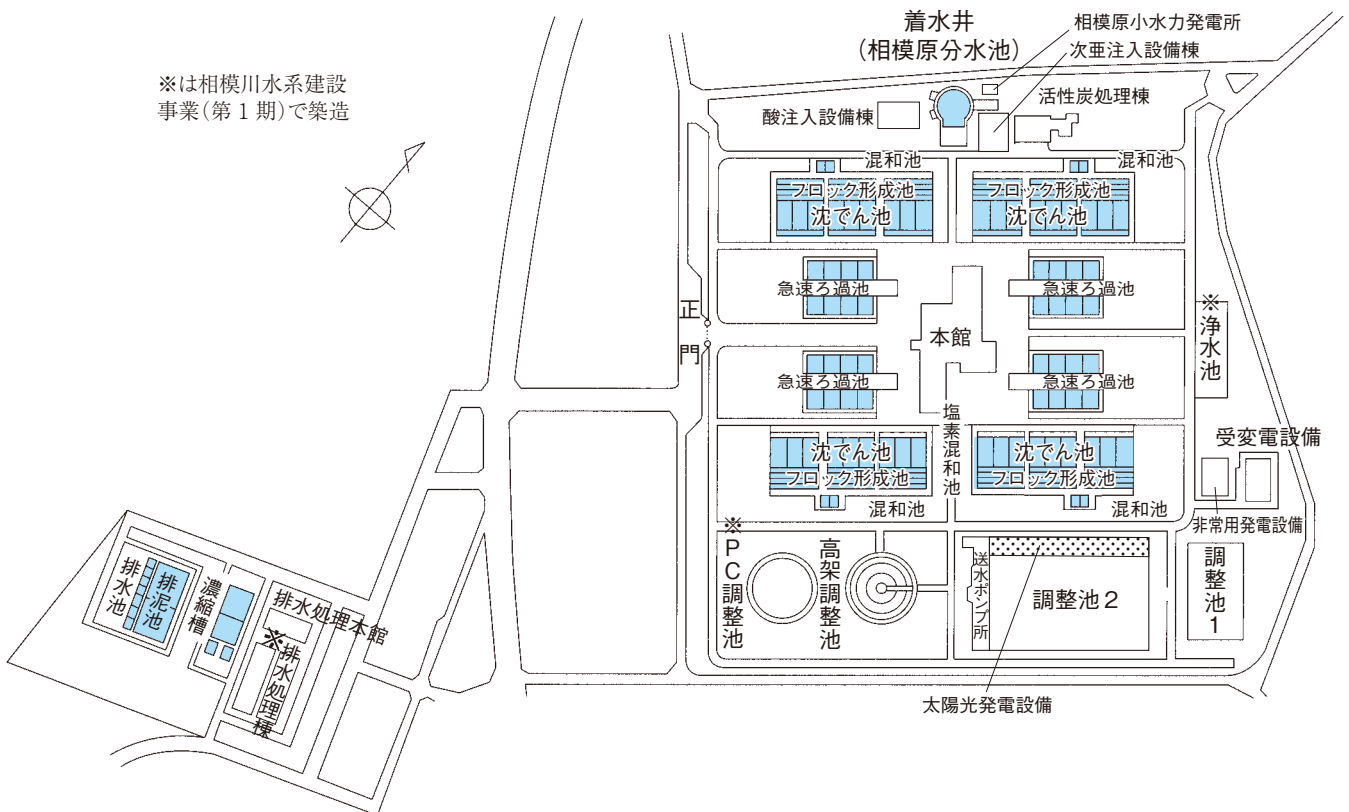 着水井
(相模原分水池)
相模原小水力発電所
次亜注入設備棟
※は相模川水系建設
事業(第1期)で築造
酸注入設備棟
活性炭処理棟
混和池
混和池
フロック形成池
沈でん池
フロック形成池
沈でん池
急速ろ過池
急速ろ過池
正門
本館
※浄水池
急速ろ過池
急速ろ過池
塩素混和池
受変電設備
沈でん池
フロック形成池
沈でん池
フロック形成池
混和池
混和池
非常用発電設備
※PC調整池
高架調整池
送水ポンプ所
調整池2
調整池1
太陽光発電設備
排水池
排泥池
濃縮槽
排水処理本館
※排水処理棟